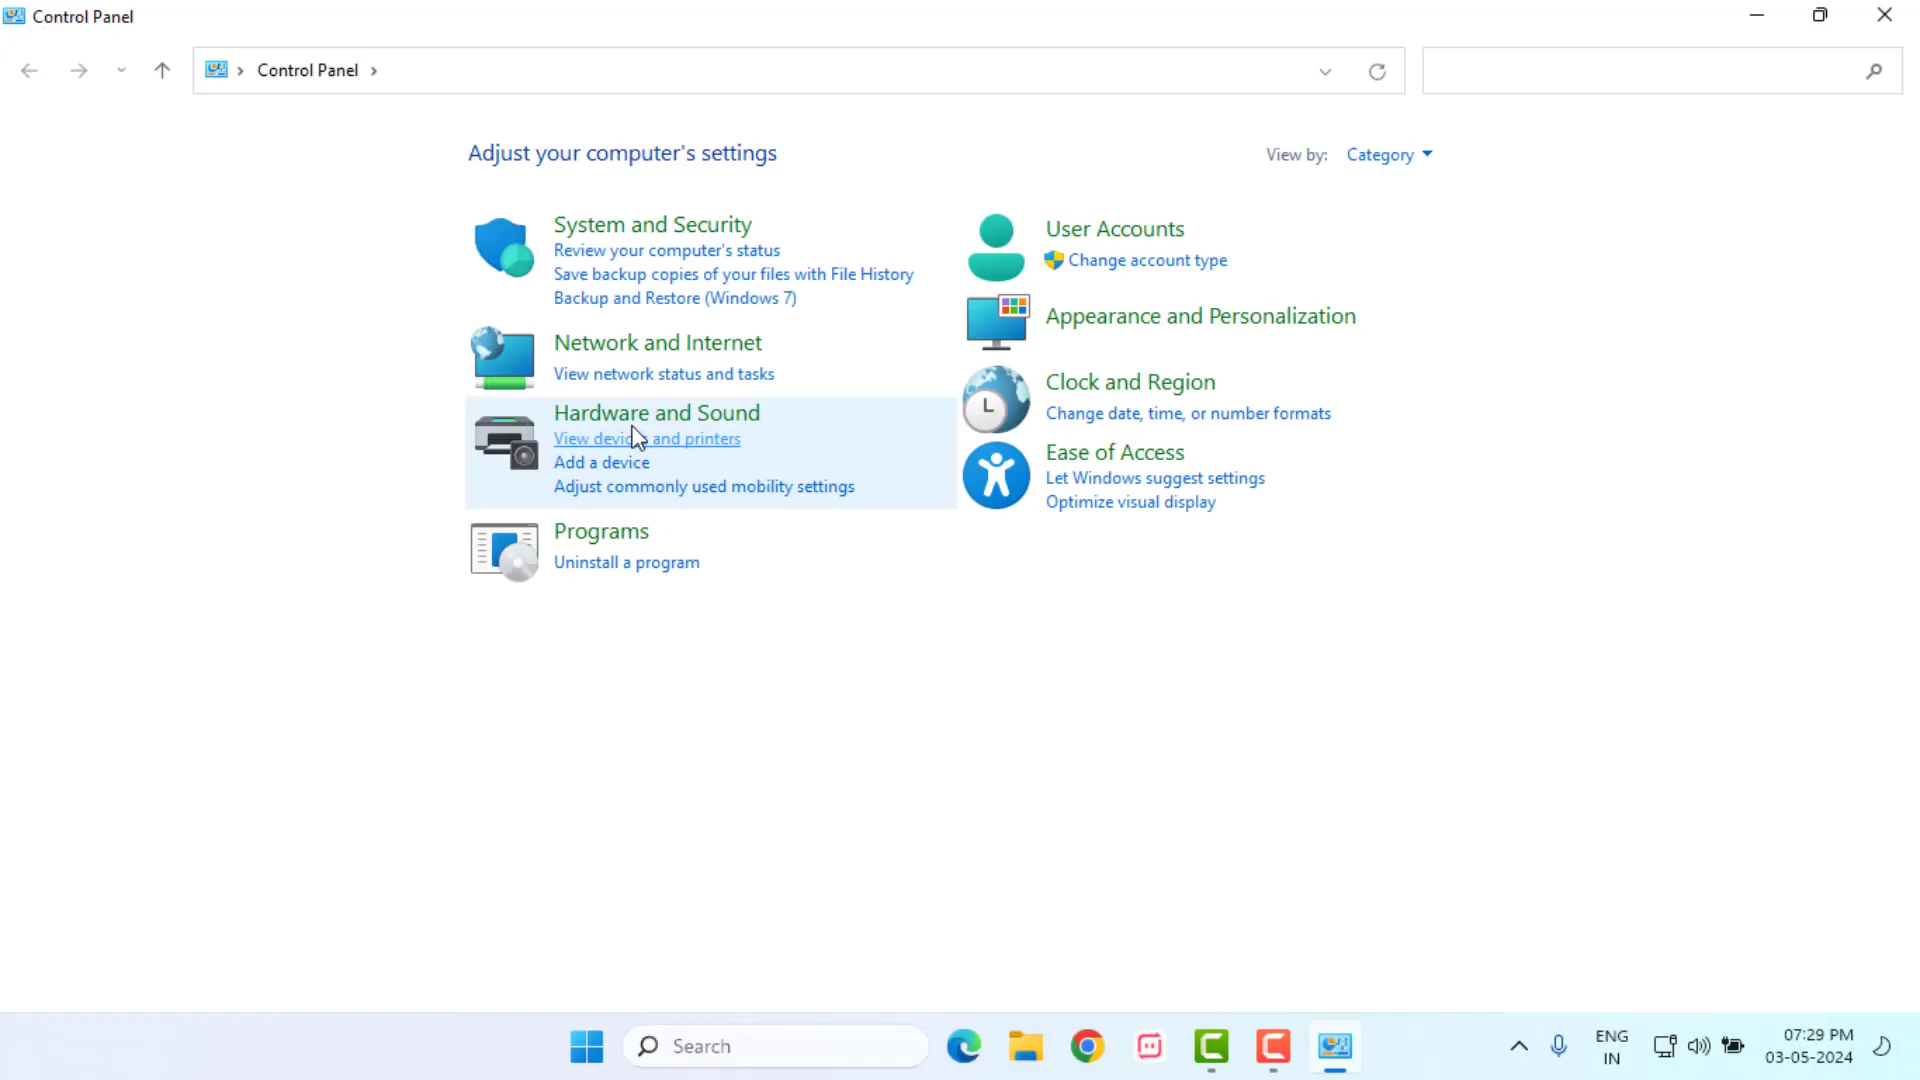 Control Panel
Control Panel
Adjust your computer's settings
View by: Category
System and Security
Review your computer's status
Save backup copies of your files with File History
Backup and Restore (Windows 7)
Network and Internet
View network status and tasks
Hardware and Sound
View devices and printers
Add a device
Adjust commonly used mobility settings
Programs
Uninstall a program
User Accounts
Change account type
Appearance and Personalization
Clock and Region
Change date, time, or number formats
Ease of Access
Let Windows suggest settings
Optimize visual display
Search
ENG
IN
07:29 PM
03-05-2024